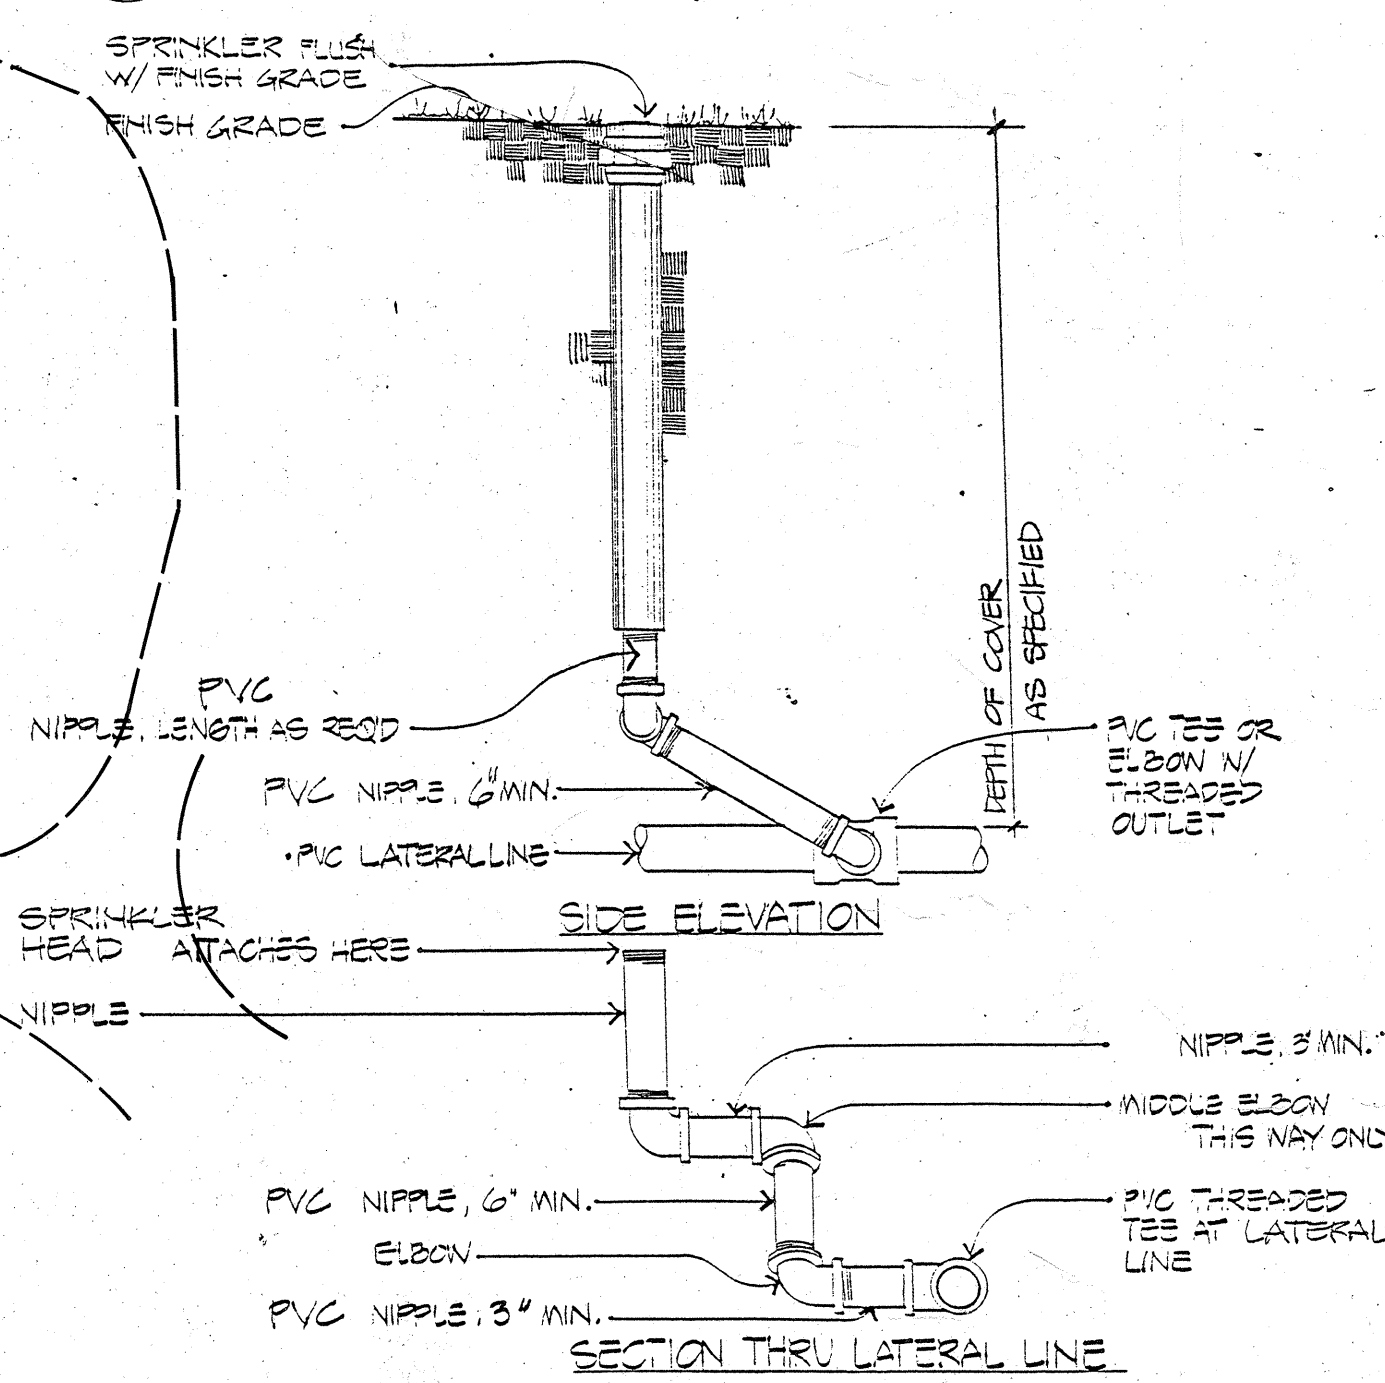 SPRINKLER FLUSH
W/ FINISH GRADE
FINISH GRADE
DEPTH OF COVER
AS SPECIFIED
PVC
NIPPLE, LENGTH AS REQ'D
PVC NIPPLE, 6" MIN.
PVC LATERAL LINE
PVC TEE OR
ELBOW W/
THREADED
OUTLET
SIDE ELEVATION
SPRINKLER
HEAD ATTACHES HERE
NIPPLE
NIPPLE, 3" MIN.
MIDDLE ELBOW
THIS WAY ONL
PVC NIPPLE, 6" MIN.
ELBOW
PVC NIPPLE, 3" MIN.
PVC THREADED
TEE AT LATERAL
LINE
SECTION THRU LATERAL LINE